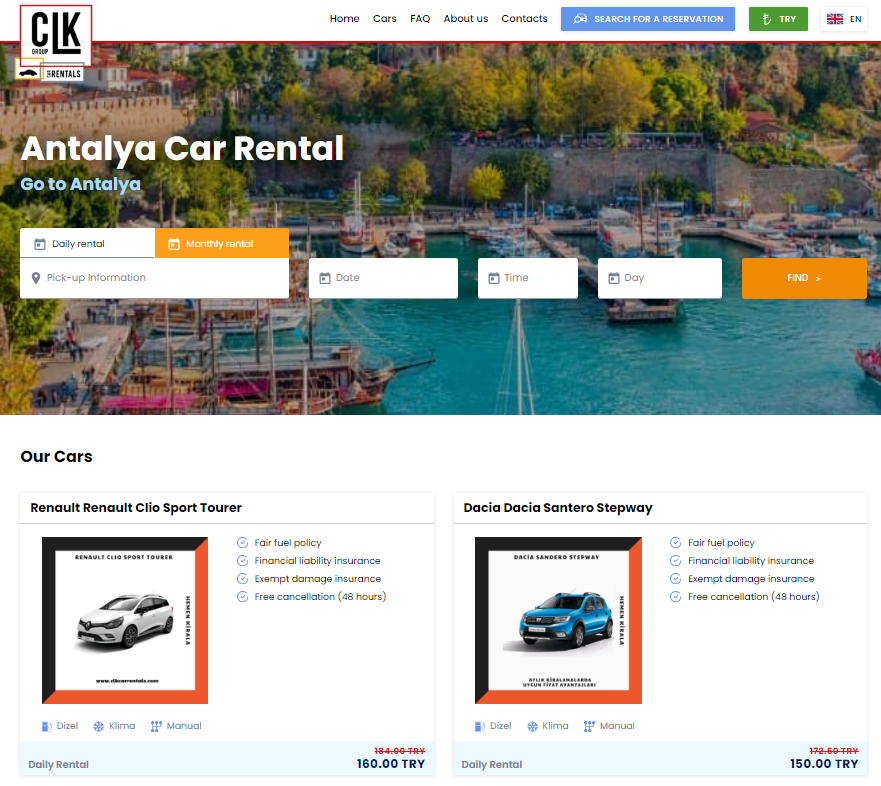 CLK
GROUP
RENTALS
Home Cars FAQ About us Contacts SEARCH FOR A RESERVATION TRY EN
Antalya Car Rental
Go to Antalya
Daily rental Monthly rental
Pick-up Information Date Time Day FIND >
Our Cars
Renault Renault Clio Sport Tourer
RENAULT CLIO SPORT TOURER
HEMEN KİRALA
www.clkcarrentals.com
Fair fuel policy
Financial liability insurance
Exempt damage insurance
Free cancellation (48 hours)
Dizel Klima Manual
184.00 TRY
Daily Rental 160.00 TRY
Dacia Dacia Santero Stepway
DACİA SANDERO STEPWAY
HEMEN KİRALA
AYLIK KİRALAMALARDA
UYGUN FİYAT AVANTAJLARI
Fair fuel policy
Financial liability insurance
Exempt damage insurance
Free cancellation (48 hours)
Dizel Klima Manual
172.50 TRY
Daily Rental 150.00 TRY